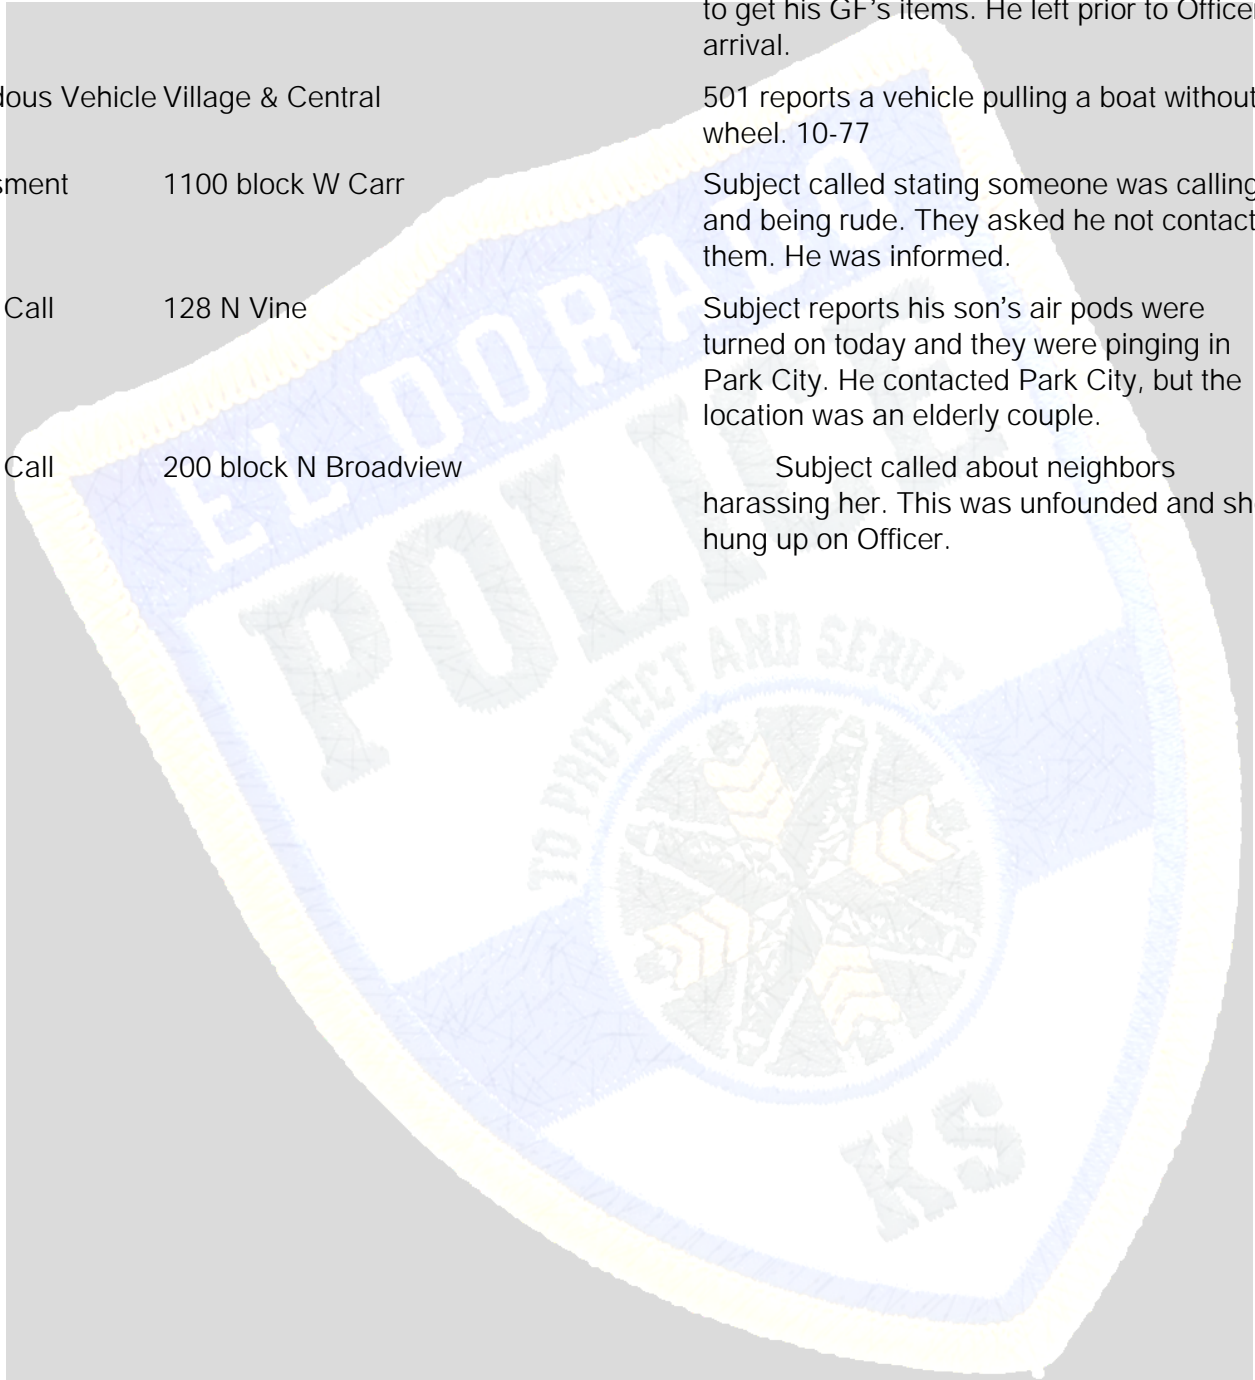 to get his GF's items. He left prior to Officer
arrival.
dous Vehicle Village & Central 501 reports a vehicle pulling a boat without
wheel. 10-77
sment 1100 block W Carr Subject called stating someone was calling
and being rude. They asked he not contact
them. He was informed.
Call 128 N Vine Subject reports his son's air pods were
turned on today and they were pinging in
Park City. He contacted Park City, but the
location was an elderly couple.
Call 200 block N Broadview Subject called about neighbors
harassing her. This was unfounded and sh
hung up on Officer.
EL DORADO
POLICE
TO PROTECT AND SERVE
KS